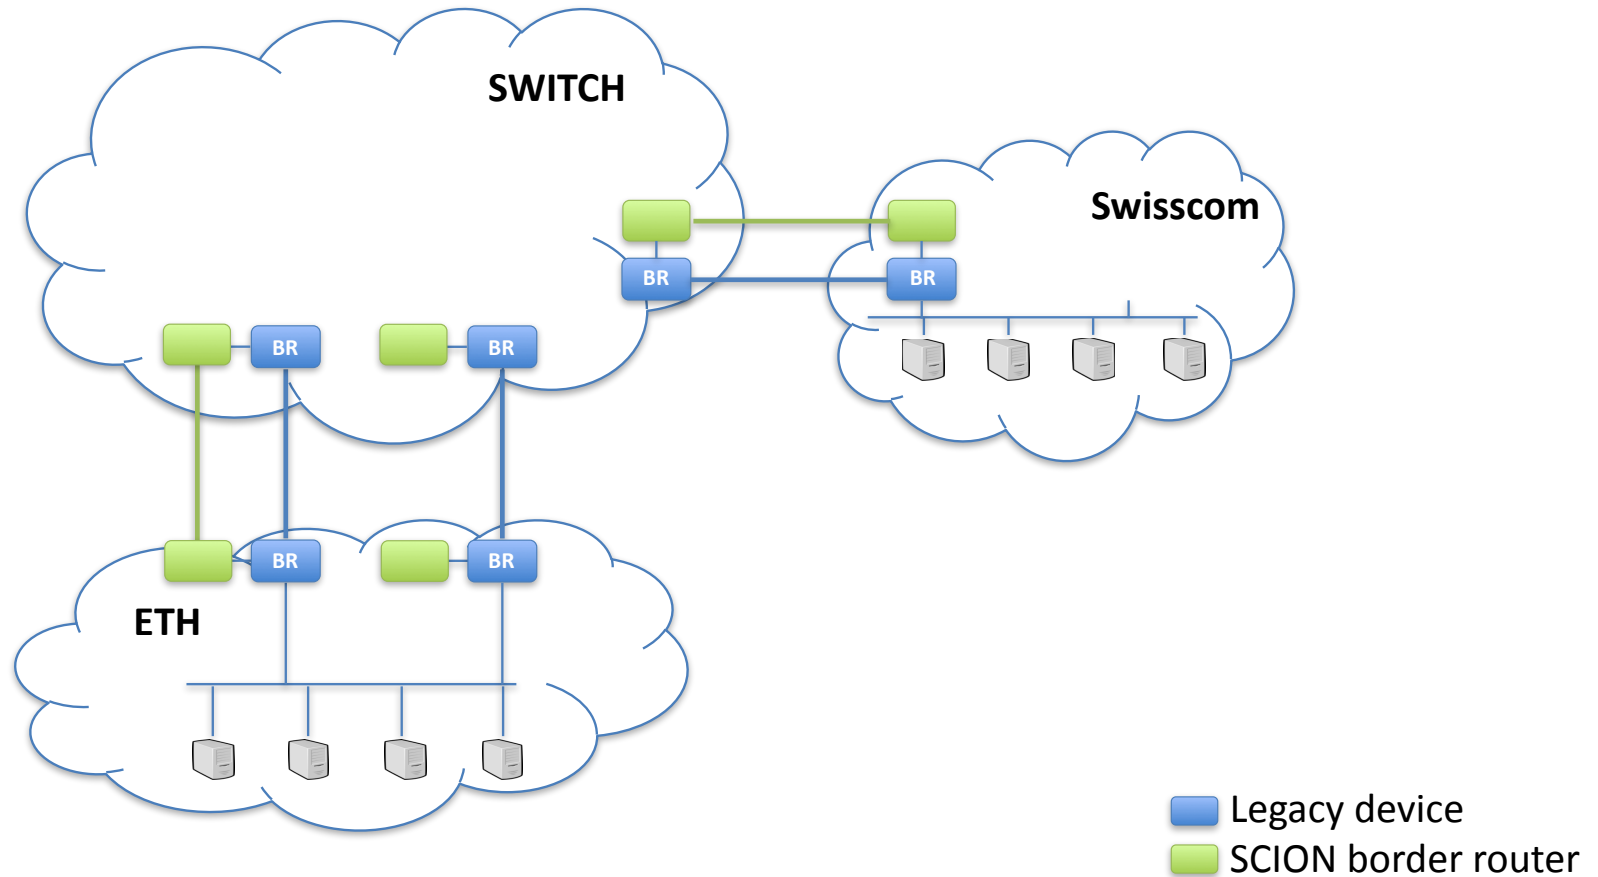 SWITCH
Swisscom
BR
BR
BR
BR
BR
BR
ETH
Legacy device
SCION border router